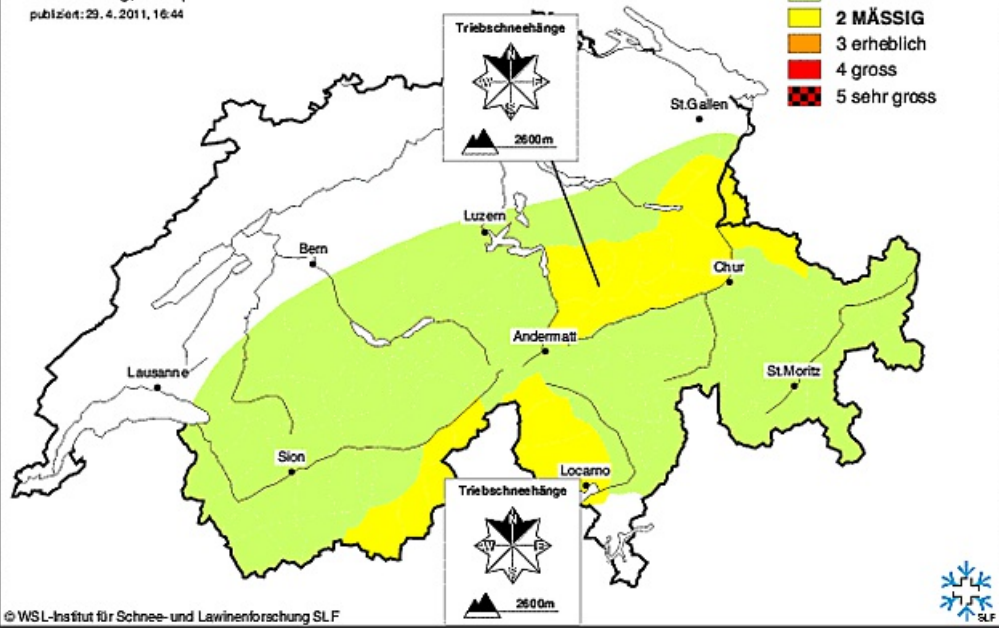 publiziert: 29. 4. 2011, 16:44
2 MÄSSIG
3 erheblich
4 gross
5 sehr gross
Triebschneehänge
N
W
E
S
2600m
St.Gallen
Luzern
Bern
Chur
Andermatt
Lausanne
St.Moritz
Sion
Locarno
Triebschneehänge
N
W
E
S
2600m
© WSL-Institut für Schnee- und Lawinenforschung SLF
SLF